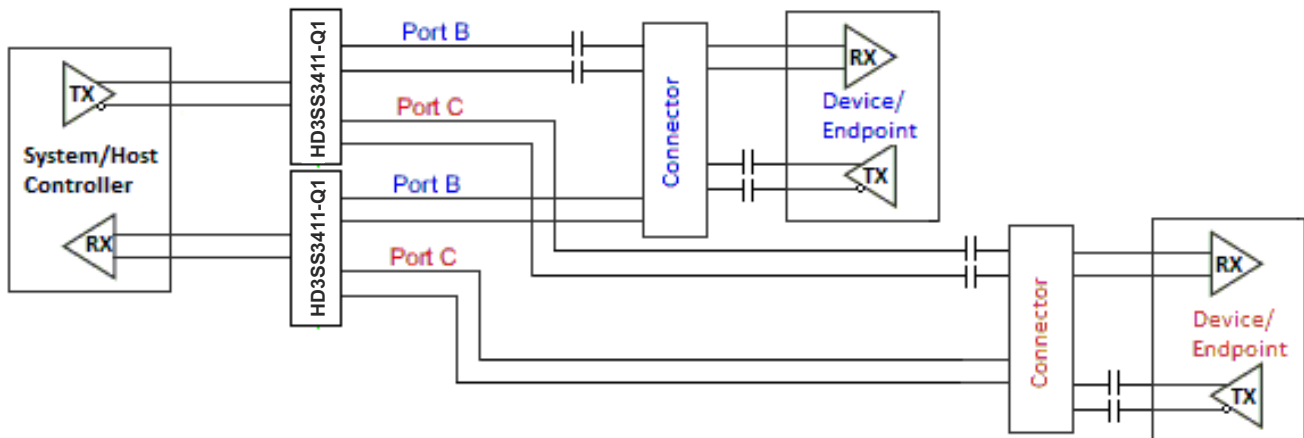 TX
System/Host
Controller
RX
HD3SS3411-Q1
HD3SS3411-Q1
Port B
Port C
Port B
Port C
Connector
RX
Device/
Endpoint
TX
Connector
RX
Device/
Endpoint
TX